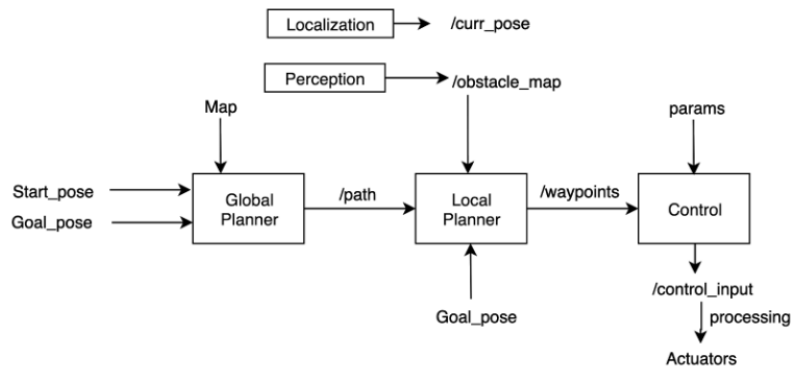 Localization
/curr_pose
Perception
/obstacle_map
Map
params
Start_pose
Goal_pose
Global
Planner
/path
Local
Planner
/waypoints
Control
Goal_pose
/control_input
processing
Actuators